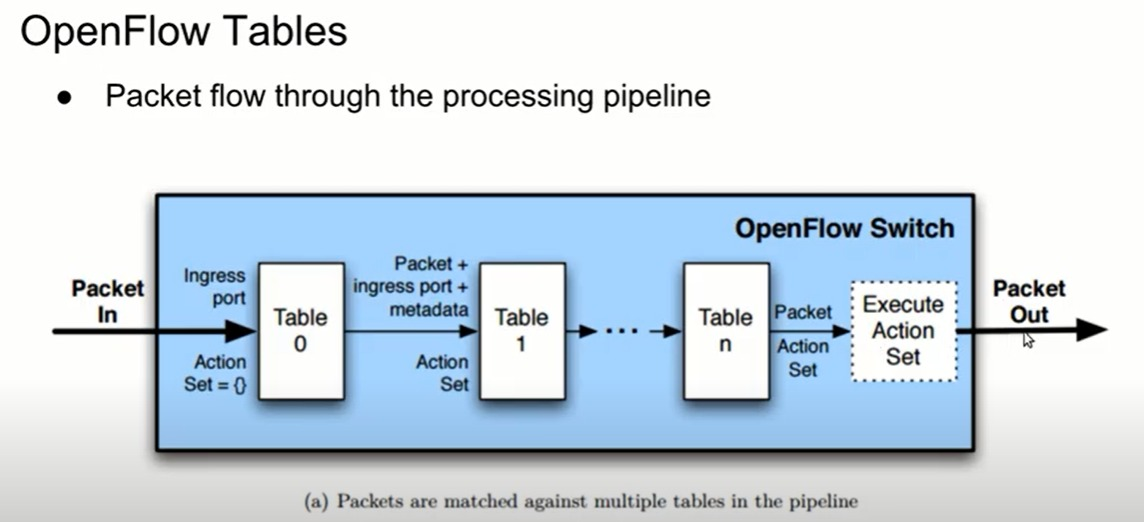 OpenFlow Tables
● Packet flow through the processing pipeline
OpenFlow Switch
Packet
In
Ingress
port
Action
Set = {}
Table
0
Packet +
ingress port +
metadata
Action
Set
Table
1
...
Table
n
Packet
Action
Set
Execute
Action
Set
Packet
Out
(a) Packets are matched against multiple tables in the pipeline